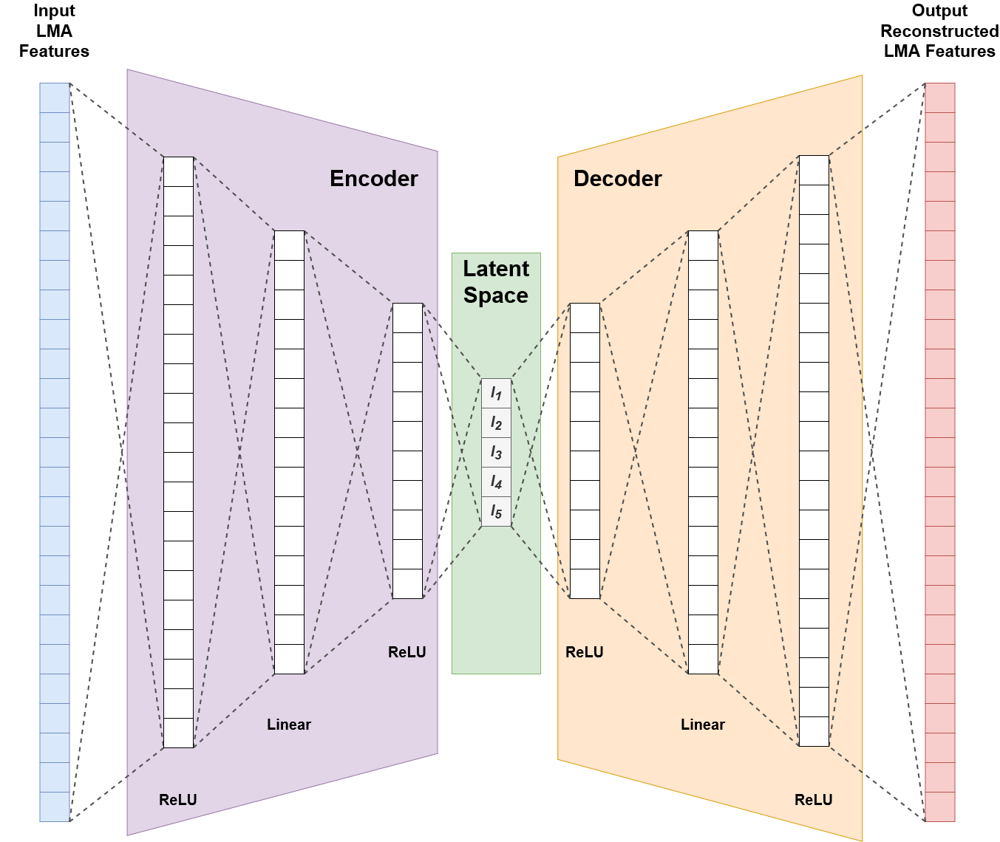 Input
LMA
Features
Output
Reconstructed
LMA Features
Encoder
Decoder
Latent
Space
l1
l2
l3
l4
l5
ReLU
ReLU
Linear
Linear
ReLU
ReLU